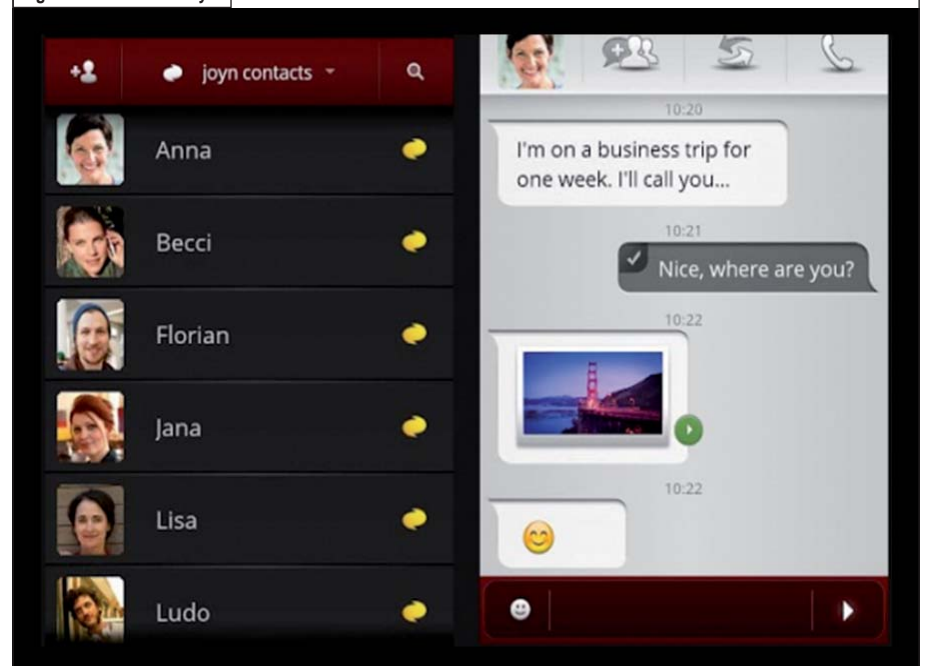 joyn contacts
Anna
Becci
Florian
Jana
Lisa
Ludo
10:20
I'm on a business trip for
one week. I'll call you...
10:21
Nice, where are you?
10:22
10:22